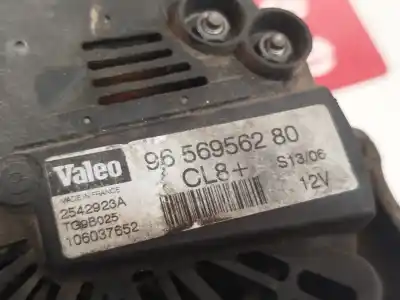 Valeo
MADE IN FRANCE
96 569562 80
CL8+
S13/06
12V
2542923A
TG9B025
106037652